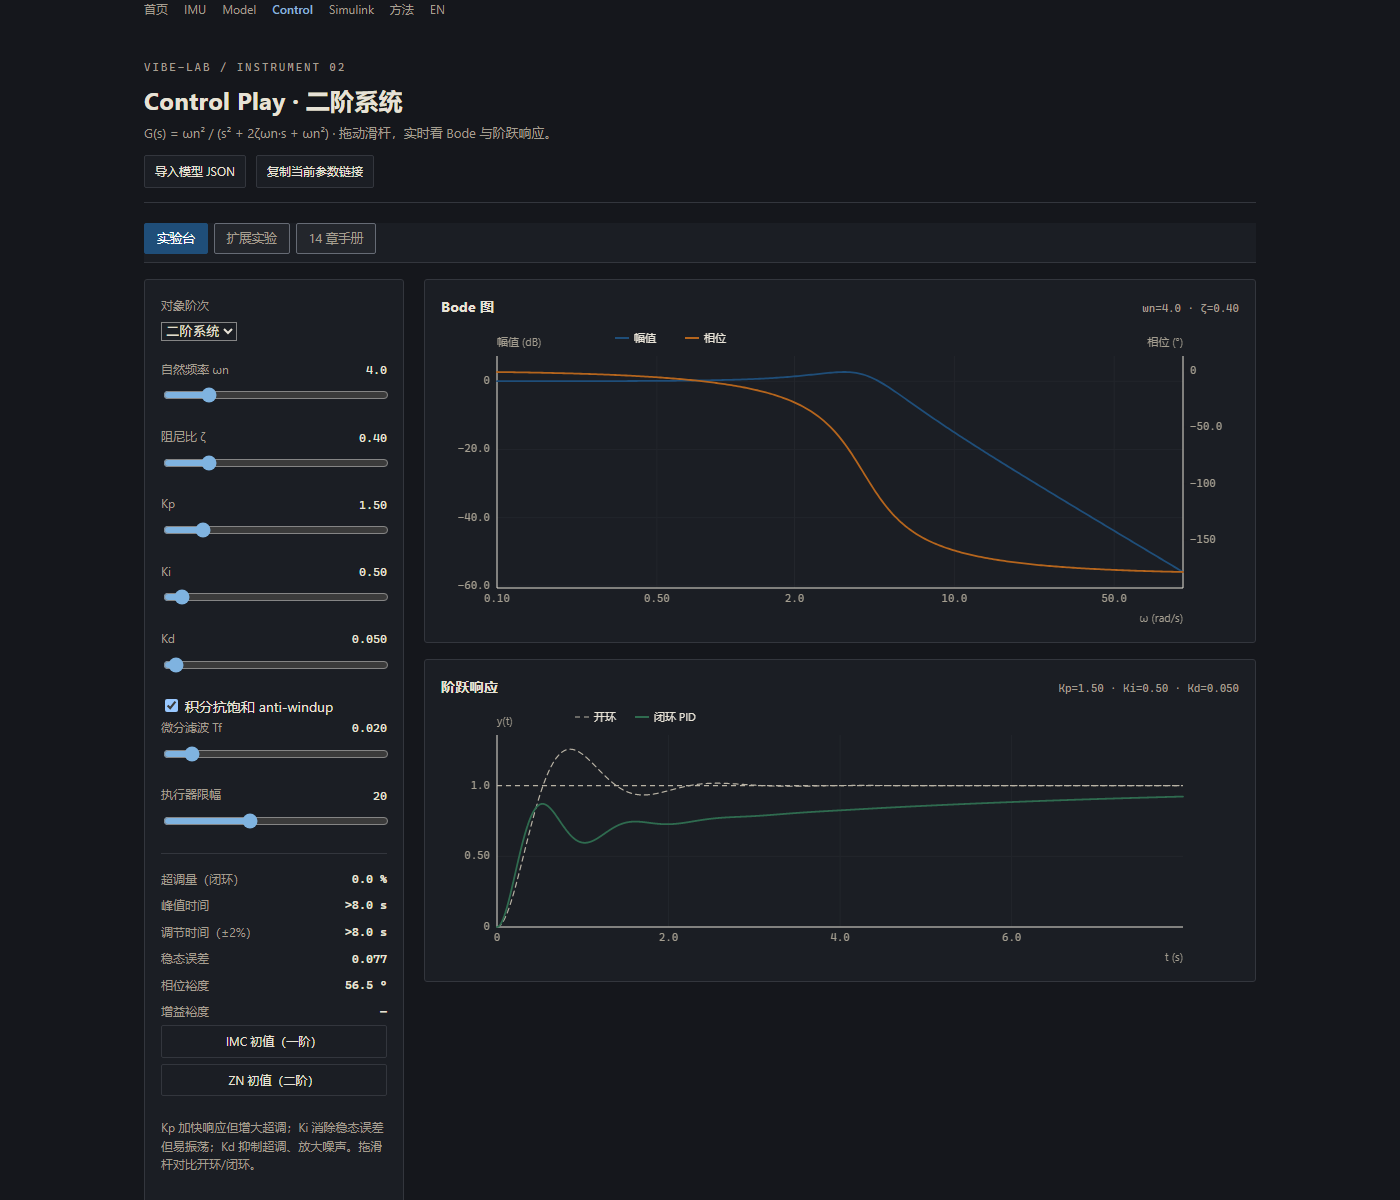 首页 IMU Model Control Simulink 方法 EN
VIBE-LAB / INSTRUMENT 02
Control Play · 二阶系统
G(s) = ωn² / (s² + 2ζωn·s + ωn²) · 拖动滑杆，实时看 Bode 与阶跃响应。
导入模型 JSON 复制当前参数链接
实验台 扩展实验 14 章手册
对象阶次
二阶系统
自然频率 ωn 4.0
阻尼比 ζ 0.40
Kp 1.50
Ki 0.50
Kd 0.050
积分抗饱和 anti-windup
微分滤波 Tf 0.020
执行器限幅 20
超调量（闭环） 0.0 %
峰值时间 >8.0 s
调节时间（±2%） >8.0 s
稳态误差 0.077
相位裕度 56.5 °
增益裕度 —
IMC 初值（一阶）
ZN 初值（二阶）
Kp 加快响应但增大超调；Ki 消除稳态误差
但易振荡；Kd 抑制超调、放大噪声。拖滑
杆对比开环/闭环。
Bode 图 ωn=4.0 · ζ=0.40
幅值 (dB) 幅值 相位 相位 (°)
0 0
-20.0 -50.0
-40.0 -100
-60.0 -150
0.10 0.50 2.0 10.0 50.0
ω (rad/s)
阶跃响应 Kp=1.50 · Ki=0.50 · Kd=0.050
y(t) 开环 闭环 PID
1.0
0.50
0
0 2.0 4.0 6.0
t (s)